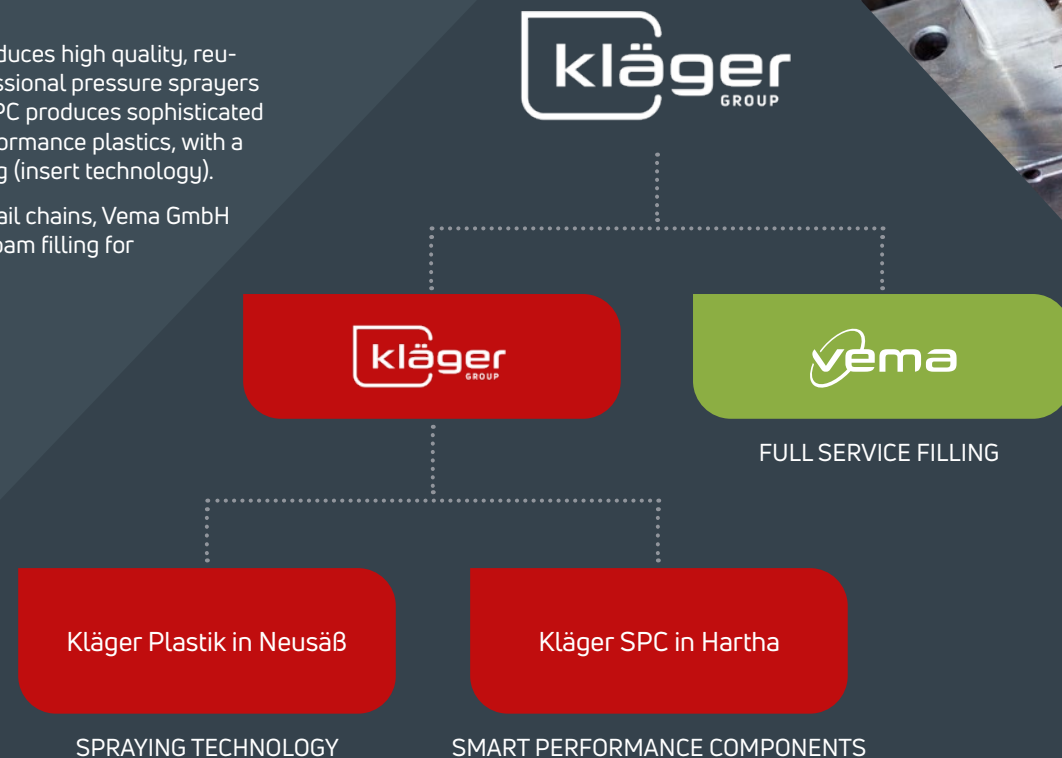 duces high quality, reu-
ssional pressure sprayers
PC produces sophisticated
ormance plastics, with a
g (insert technology).
ail chains, Vema GmbH
oam filling for
kläger
GROUP
kläger
GROUP
vema
FULL SERVICE FILLING
Kläger Plastik in Neusäß
Kläger SPC in Hartha
SPRAYING TECHNOLOGY
SMART PERFORMANCE COMPONENTS